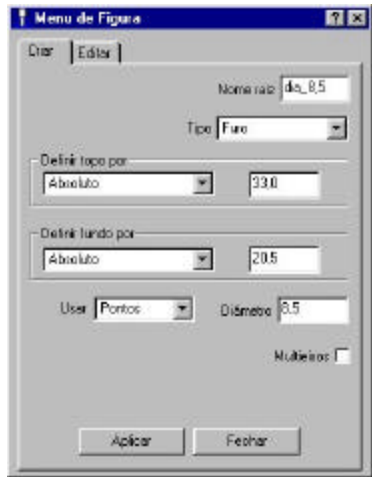 Menu de Figura
Criar Editar
Nome raiz dia_8,5
Tipo Furo
Definir topo por
Absoluto 33,0
Definir fundo por
Absoluto 20,5
Usar Pontos Diâmetro 8,5
Multieixos
Aplicar Fechar